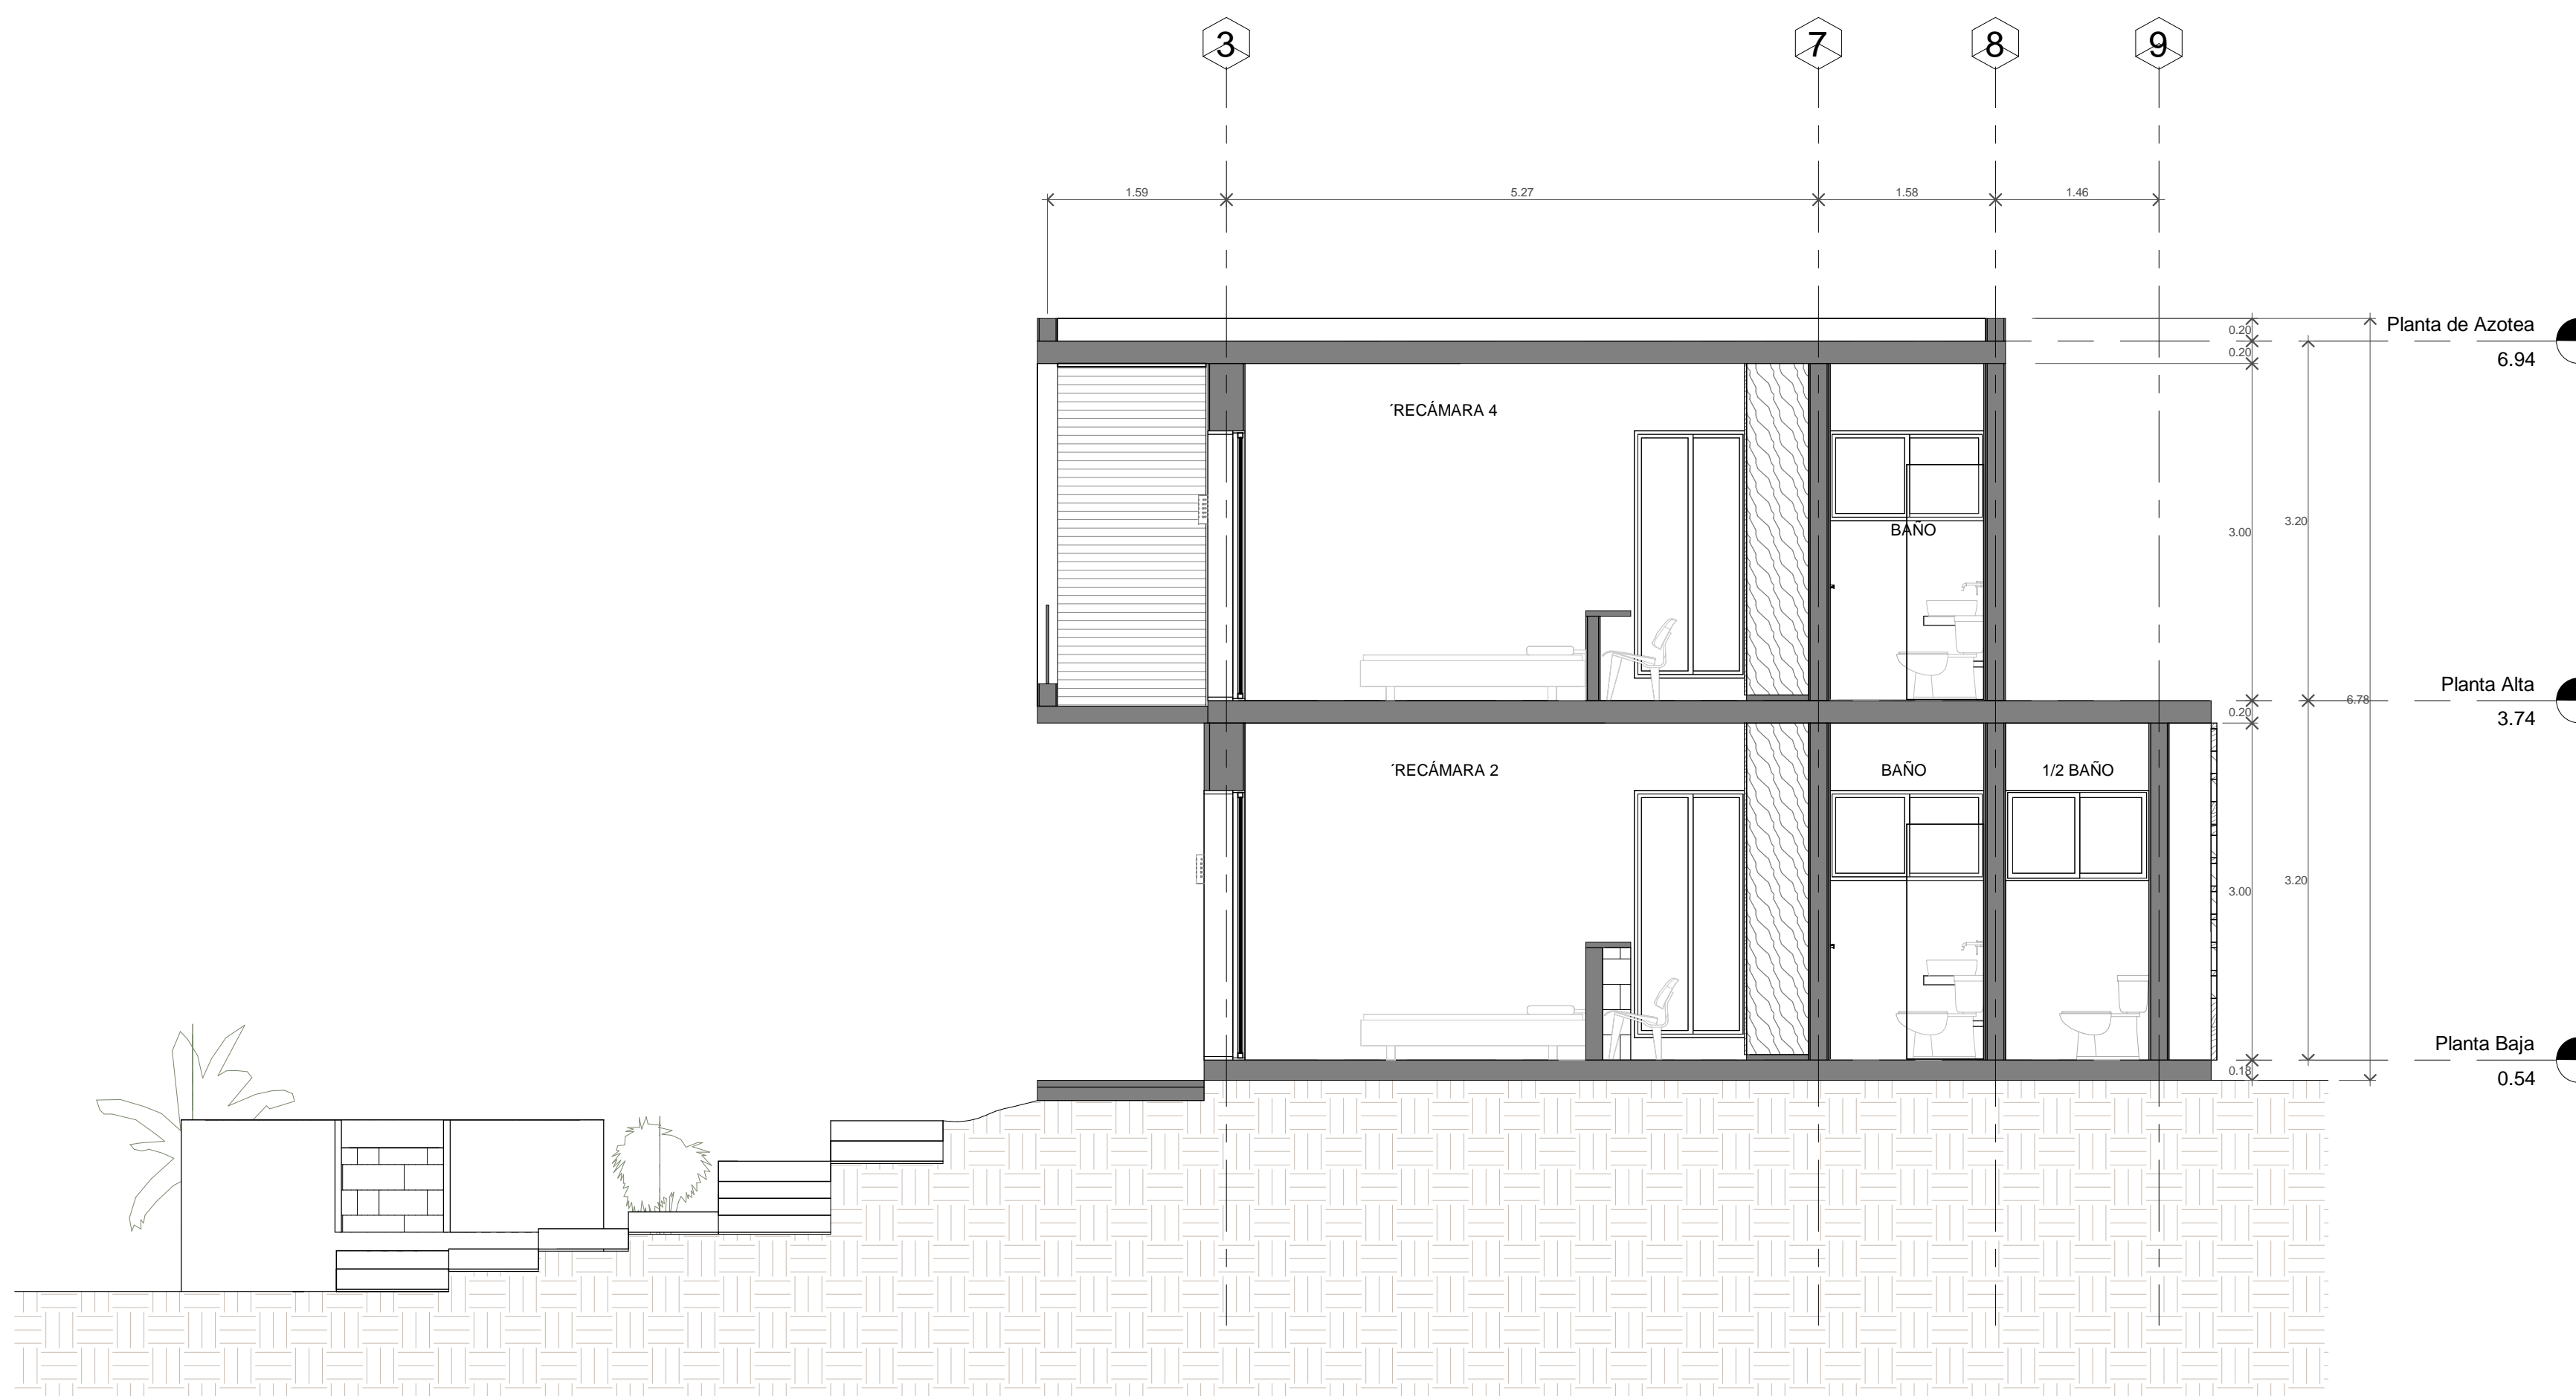 3 7 8 9
1.59 5.27 1.58 1.46
0.20 Planta de Azotea
0.20 6.94
´RECÁMARA 4
3.20
BAÑO 3.00
Planta Alta
6.78
0.20 3.74
´RECÁMARA 2 BAÑO 1/2 BAÑO
3.20
3.00
Planta Baja
0.18 0.54